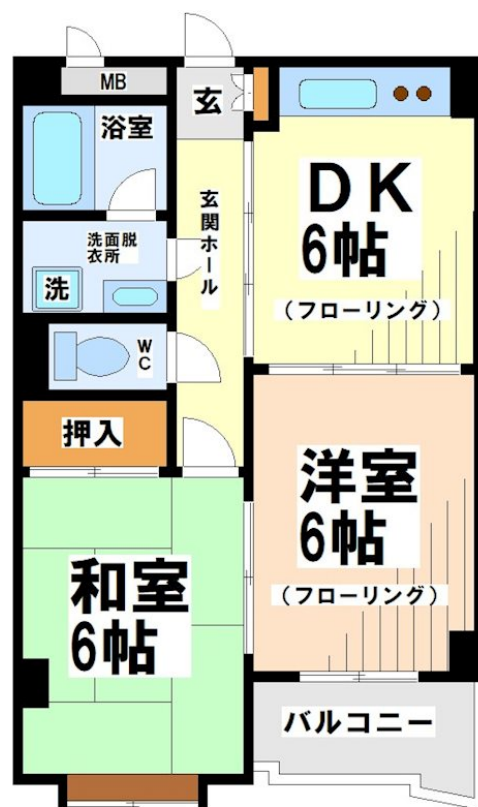 MB
玄
浴室
DK
6帖
(フローリング)
玄関ホール
洗面脱
衣所
洗
WC
押入
洋室
6帖
(フローリング)
和室
6帖
バルコニー